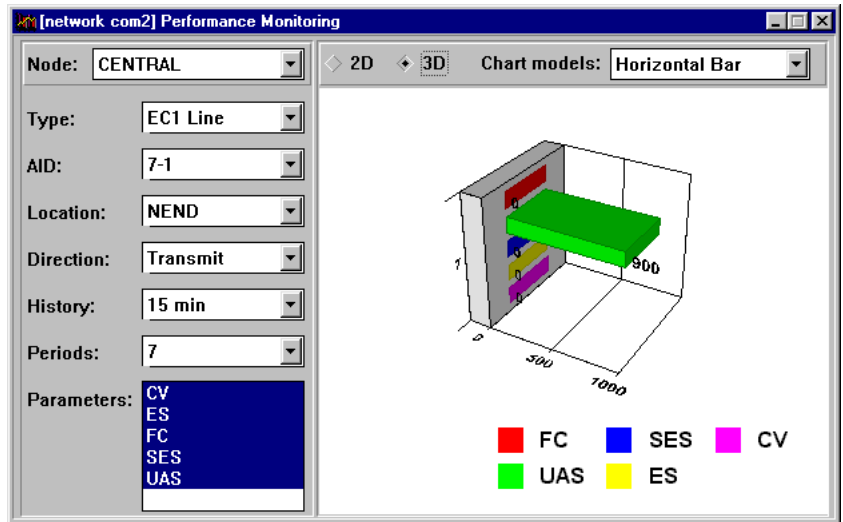 [network com2] Performance Monitoring
Node: CENTRAL
2D 3D Chart models: Horizontal Bar
Type: EC1 Line
AID: 7-1
Location: NEND
Direction: Transmit
History: 15 min
Periods: 7
Parameters: CV
ES
FC
SES
UAS
0
0
0
0
900
1
0
500
1000
FC SES CV
UAS ES